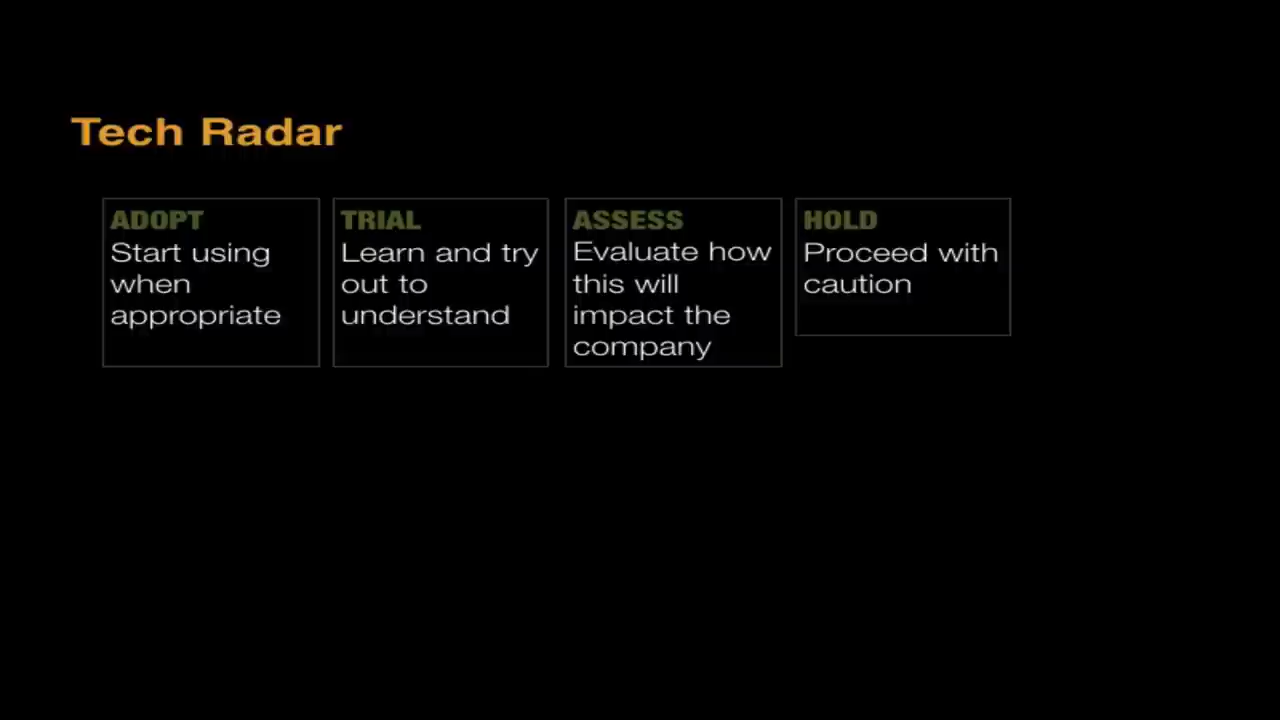 Tech Radar
ADOPT
Start using
when
appropriate
TRIAL
Learn and try
out to
understand
ASSESS
Evaluate how
this will
impact the
company
HOLD
Proceed with
caution